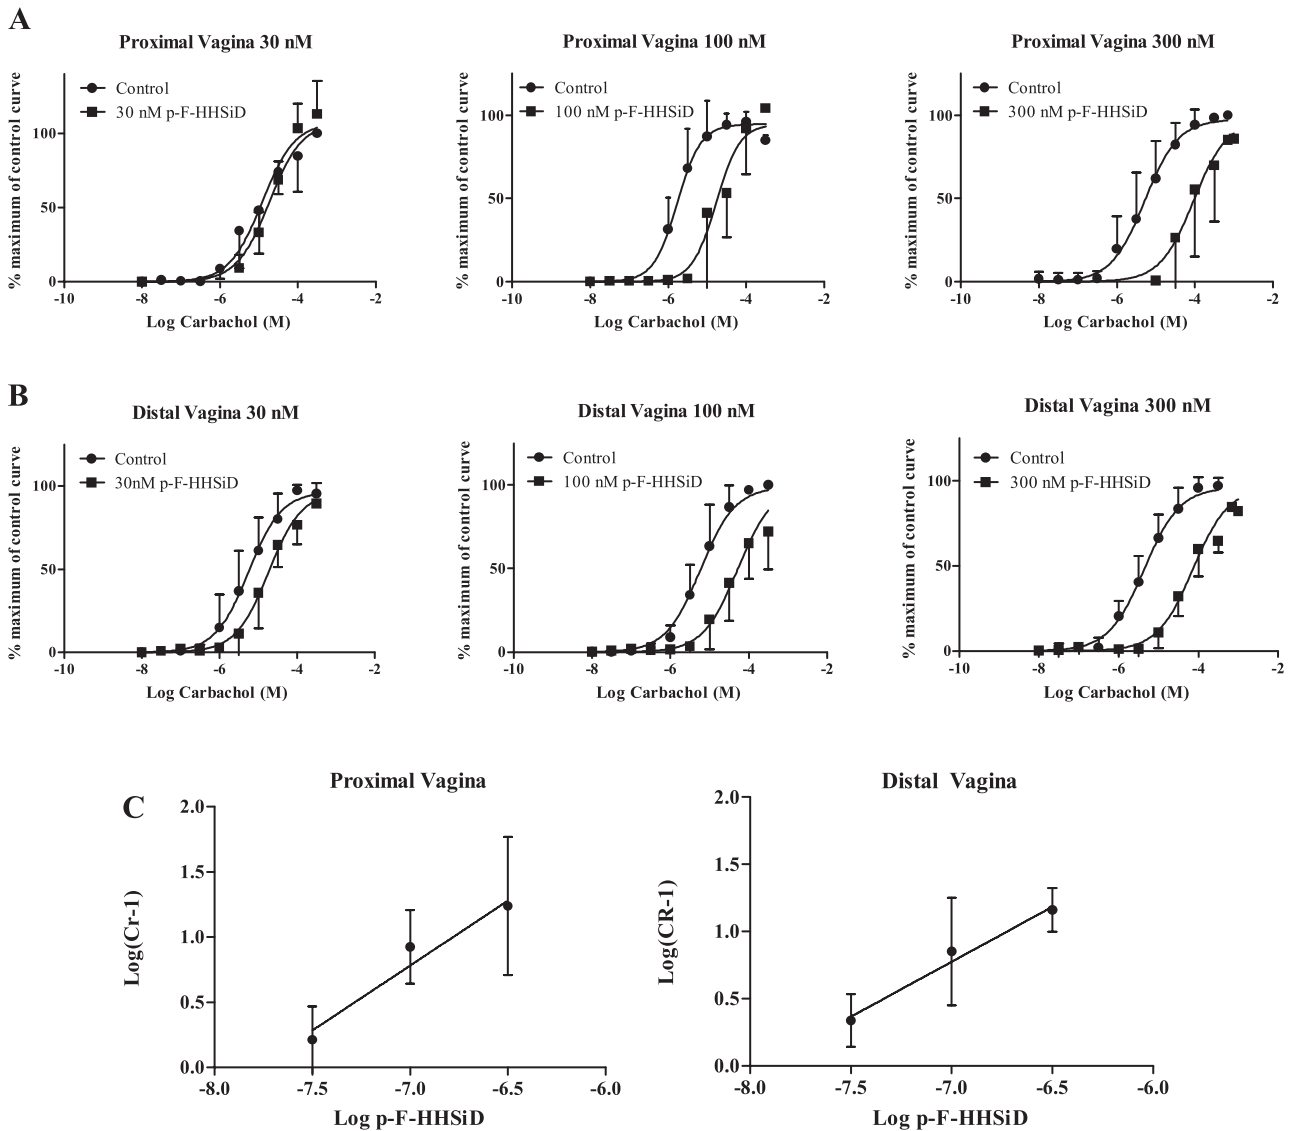 A
Proximal Vagina 30 nM
% maximum of control curve
Control
30 nM p-F-HHSiD
100
50
0
-10 -8 -6 -4 -2
Log Carbachol (M)
Proximal Vagina 100 nM
% maximum of control curve
Control
100 nM p-F-HHSiD
100
50
0
-10 -8 -6 -4 -2
Log Carbachol (M)
Proximal Vagina 300 nM
% maximum of control curve
Control
300 nM p-F-HHSiD
100
50
0
-10 -8 -6 -4 -2
Log Carbachol (M)
B
Distal Vagina 30 nM
% maximum of control curve
Control
30nM p-F-HHSiD
100
50
0
-10 -8 -6 -4 -2
Log Carbachol (M)
Distal Vagina 100 nM
% maximum of control curve
Control
100 nM p-F-HHSiD
100
50
0
-10 -8 -6 -4 -2
Log Carbachol (M)
Distal Vagina 300 nM
% maximum of control curve
Control
300 nM p-F-HHSiD
100
50
0
-10 -8 -6 -4 -2
Log Carbachol (M)
C
Proximal Vagina
Log(Cr-1)
2.0
1.5
1.0
0.5
0.0
-8.0 -7.5 -7.0 -6.5 -6.0
Log p-F-HHSiD
Distal Vagina
Log(CR-1)
2.0
1.5
1.0
0.5
0.0
-8.0 -7.5 -7.0 -6.5 -6.0
Log p-F-HHSiD